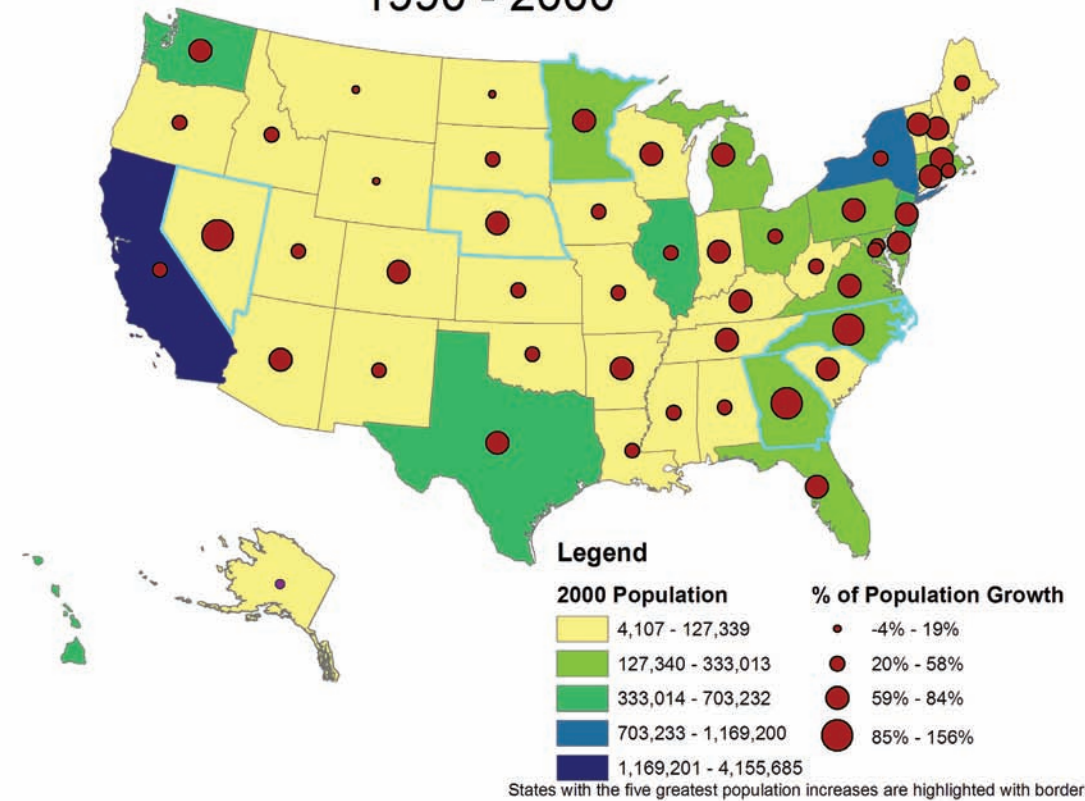 1990 - 2000
Legend
2000 Population
4,107 - 127,339
127,340 - 333,013
333,014 - 703,232
703,233 - 1,169,200
1,169,201 - 4,155,685
% of Population Growth
-4% - 19%
20% - 58%
59% - 84%
85% - 156%
States with the five greatest population increases are highlighted with border